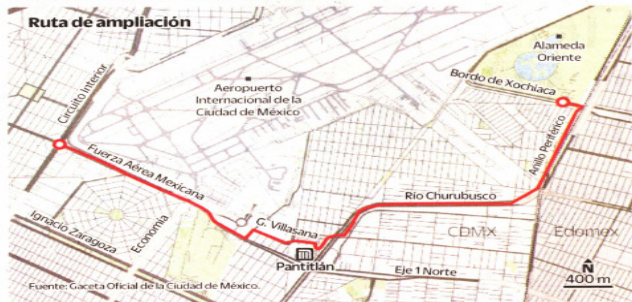 Ruta de ampliación
Alameda
Oriente
Bordo de Xochiaca
Circuito Interior
Aeropuerto
Internacional de la
Ciudad de México
Anillo Periférico
Fuerza Aérea Mexicana
Río Churubusco
G. Villasana
Economía
Ignacio Zaragoza
CDMX
Edomex
Pantitlán
Eje 1 Norte
N
400 m
Fuente: Gaceta Oficial de la Ciudad de México.